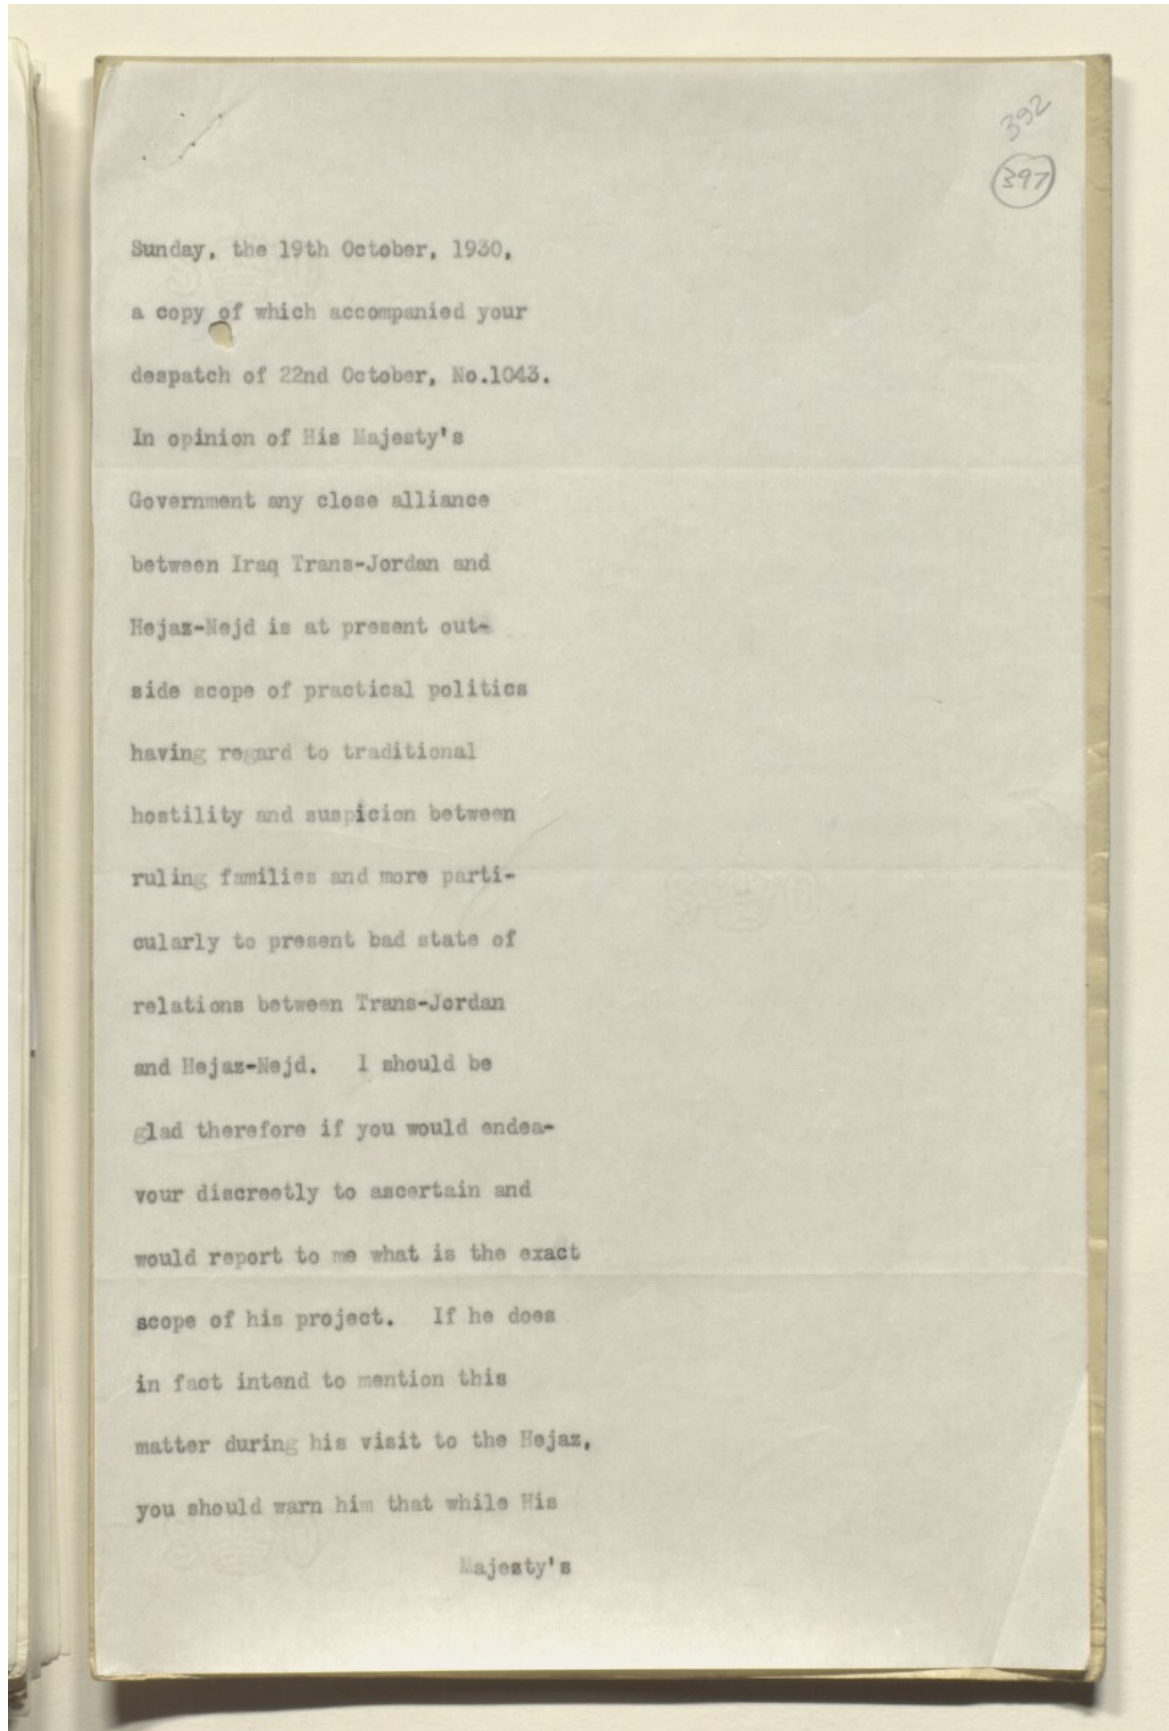 392
397
Sunday, the 19th October, 1930,
a copy of which accompanied your
despatch of 22nd October, No.1043.
In opinion of His Majesty's
Government any close alliance
between Iraq Trans-Jordan and
Hejaz-Nejd is at present out-
side scope of practical politics
having regard to traditional
hostility and suspicion between
ruling families and more parti-
cularly to present bad state of
relations between Trans-Jordan
and Hejaz-Nejd. I should be
glad therefore if you would endea-
vour discreetly to ascertain and
would report to me what is the exact
scope of his project. If he does
in fact intend to mention this
matter during his visit to the Hejaz,
you should warn him that while His
Majesty's